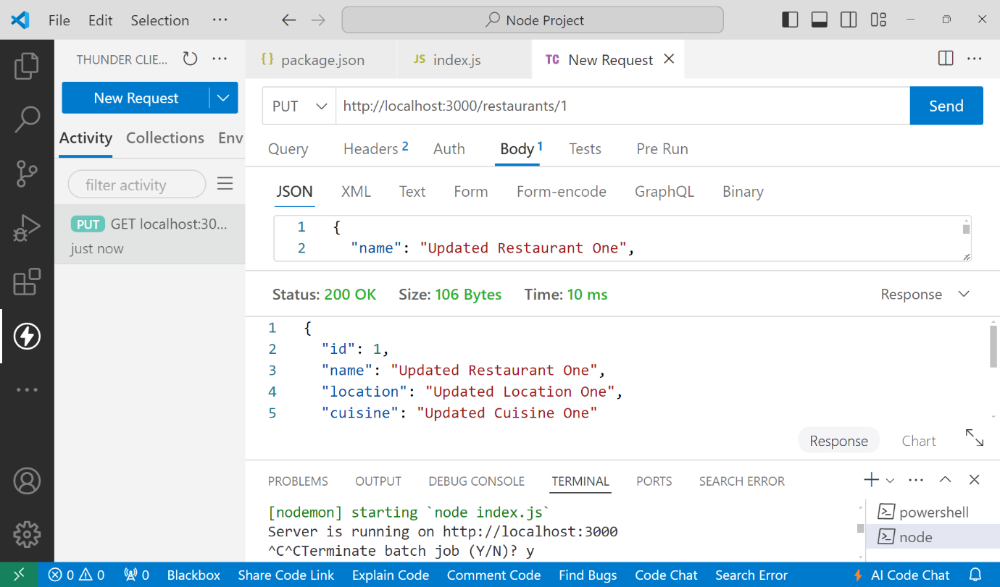 File Edit Selection ···
Node Project
THUNDER CLIE... ···
New Request
Activity Collections Env
filter activity
PUT GET localhost:30...
just now
{} package.json
JS index.js
TC New Request
PUT http://localhost:3000/restaurants/1 Send
Query Headers 2 Auth Body 1 Tests Pre Run
JSON XML Text Form Form-encode GraphQL Binary
1 {
2 "name": "Updated Restaurant One",
Status: 200 OK Size: 106 Bytes Time: 10 ms Response
1 {
2 "id": 1,
3 "name": "Updated Restaurant One",
4 "location": "Updated Location One",
5 "cuisine": "Updated Cuisine One"
Response Chart
PROBLEMS OUTPUT DEBUG CONSOLE TERMINAL PORTS SEARCH ERROR
[nodemon] starting `node index.js`
Server is running on http://localhost:3000
^C^CTerminate batch job (Y/N)? y
powershell
node
0 0 0 Blackbox Share Code Link Explain Code Comment Code Find Bugs Code Chat Search Error AI Code Chat